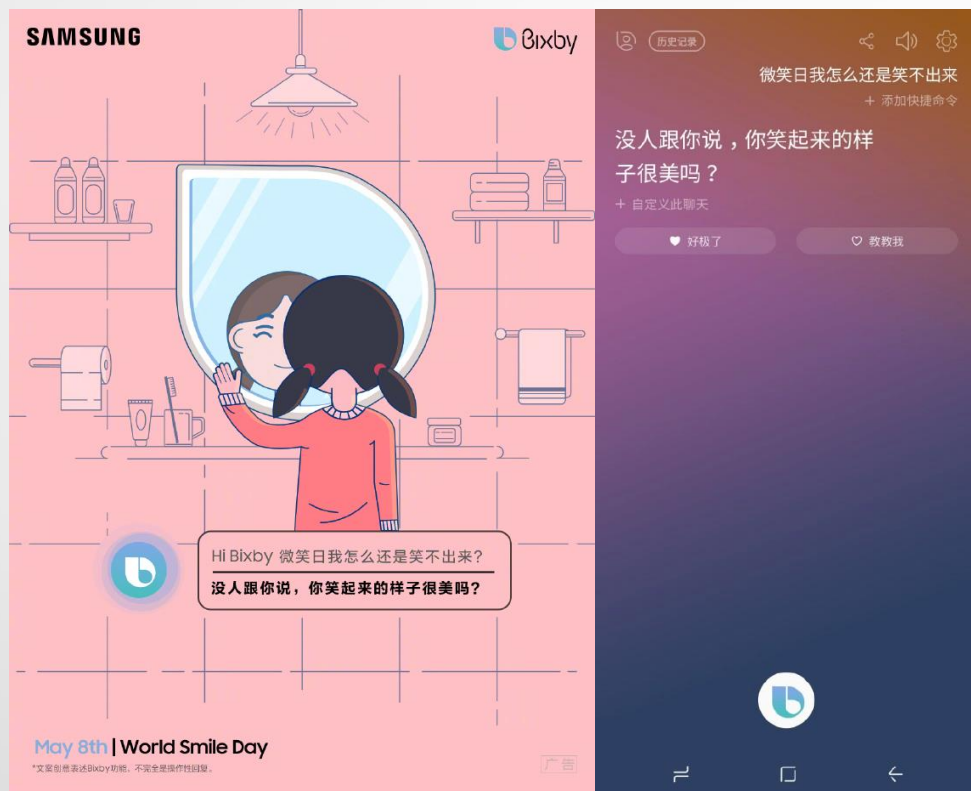 SAMSUNG
Bixby
Hi Bixby 微笑日我怎么还是笑不出来？
没人跟你说，你笑起来的样子很美吗？
May 8th | World Smile Day
*文案创意表述Bixby功能，不完全是操作性回复。
广告
历史记录
微笑日我怎么还是笑不出来
+ 添加快捷命令
没人跟你说，你笑起来的样
子很美吗？
+ 自定义此聊天
好极了
教教我